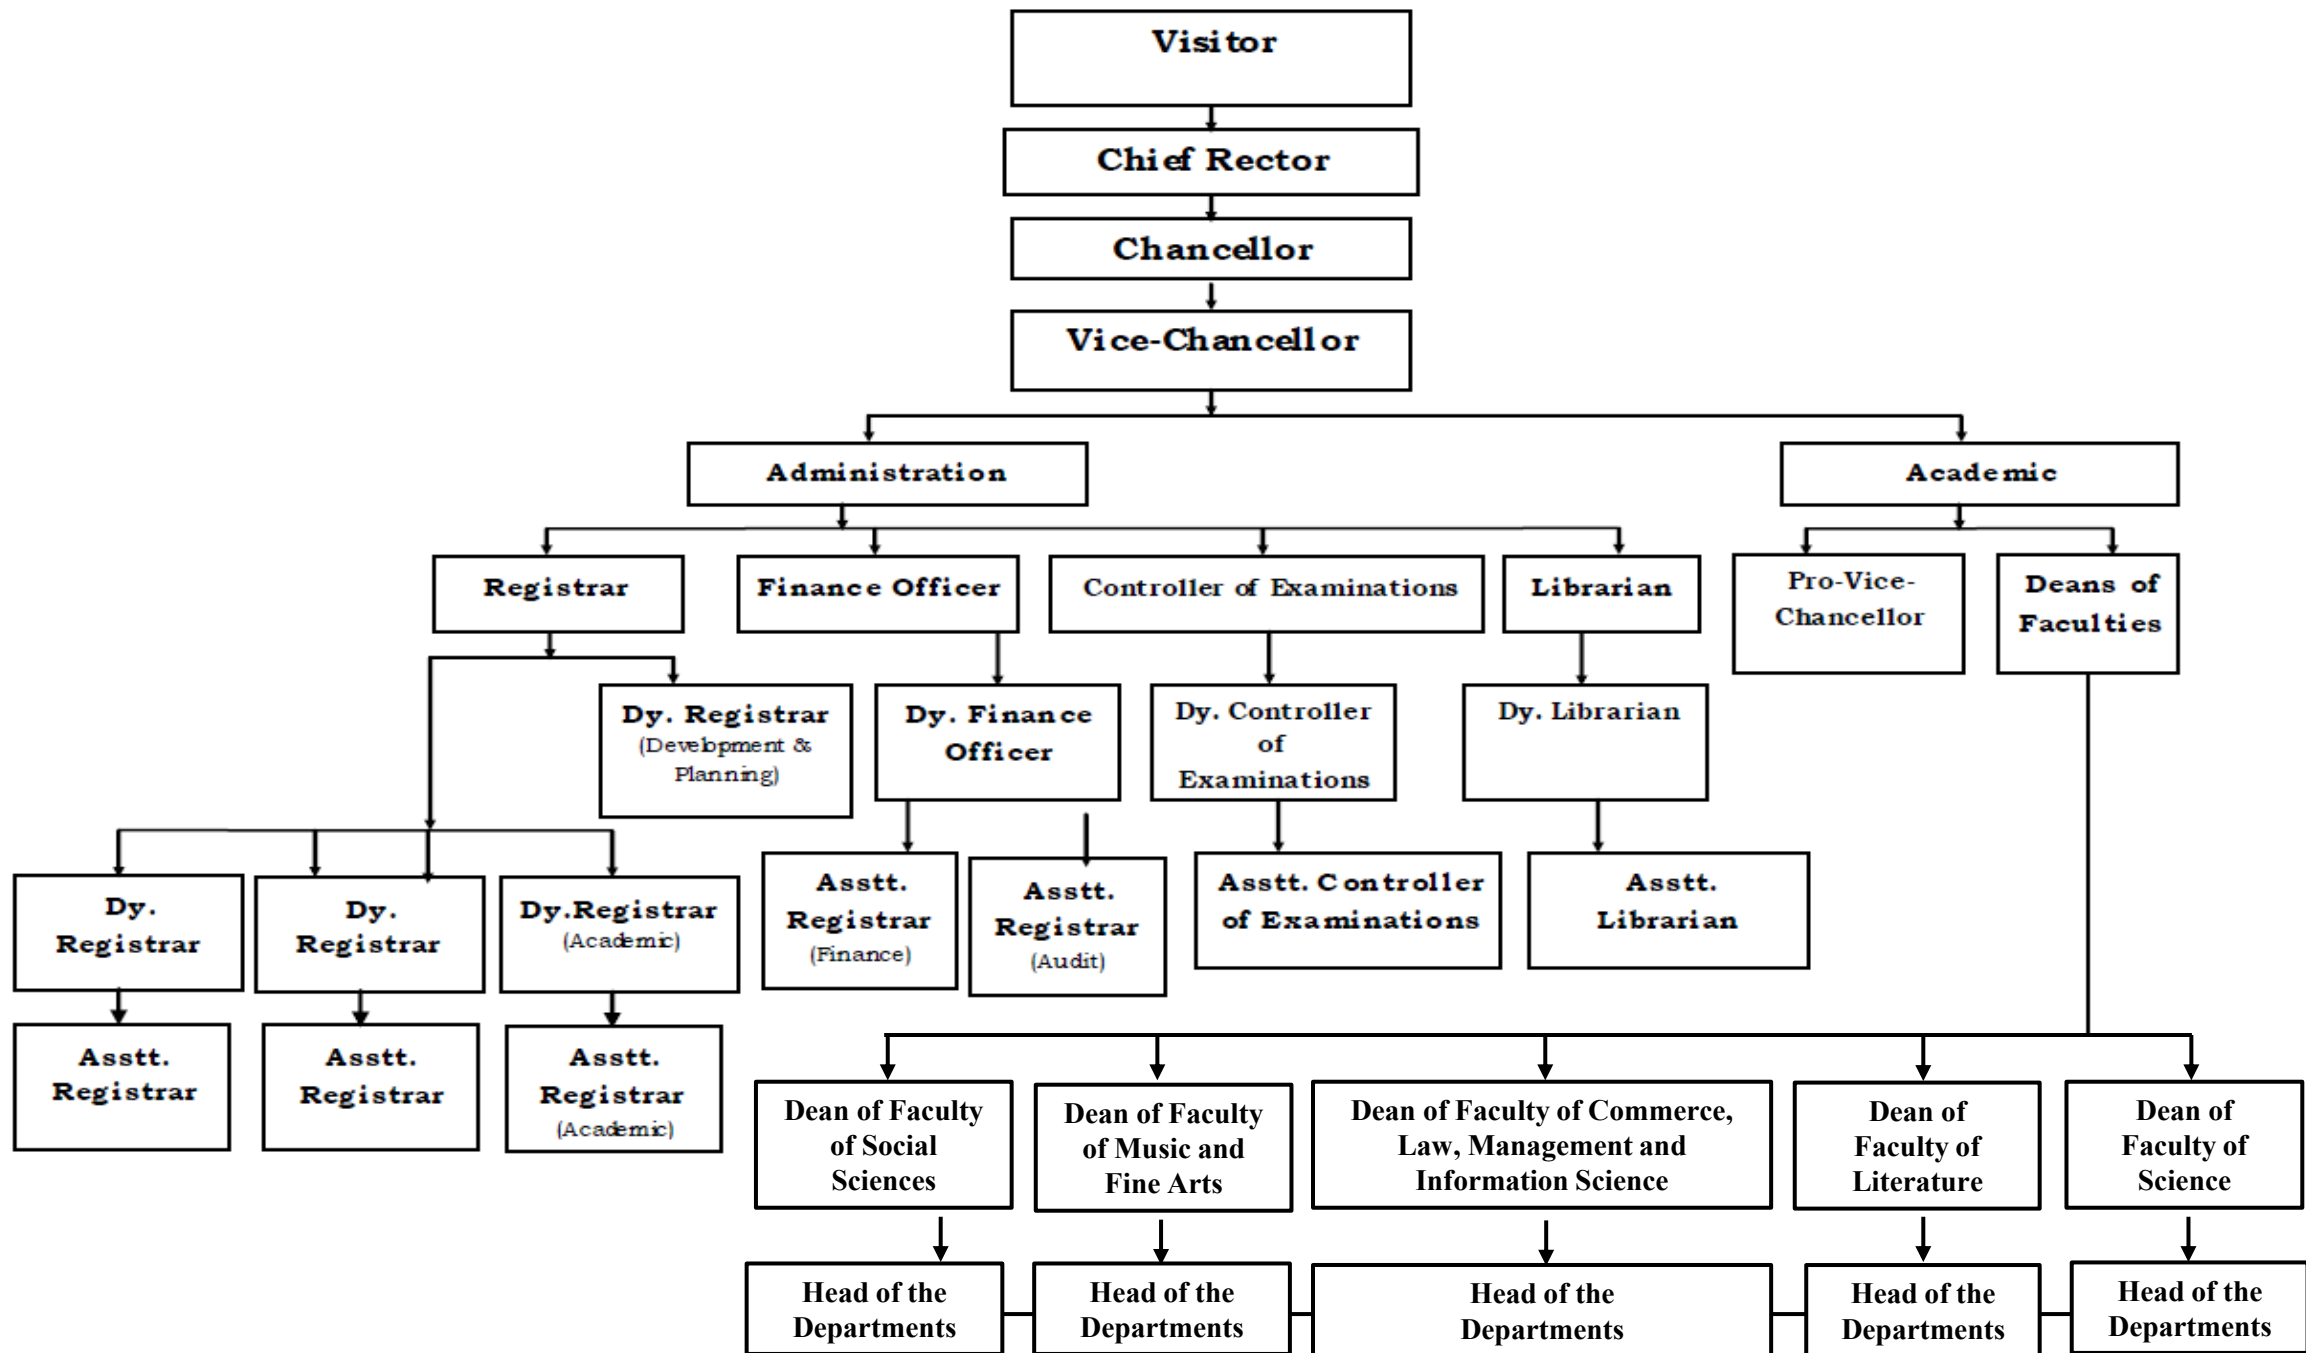 Visitor
Chief Rector
Chancellor
Vice-Chancellor
Administration
Academic
Registrar
Finance Officer
Controller of Examinations
Librarian
Pro-Vice-
Chancellor
Deans of
Faculties
Dy. Registrar
(Development &
Planning)
Dy. Finance
Officer
Dy. Controller
of
Examinations
Dy. Librarian
Dy.
Registrar
Dy.
Registrar
Dy.Registrar
(Academic)
Asstt.
Registrar
(Finance)
Asstt.
Registrar
(Audit)
Asstt. Controller
of Examinations
Asstt.
Librarian
Asstt.
Registrar
Asstt.
Registrar
Asstt.
Registrar
(Academic)
Dean of Faculty
of Social
Sciences
Dean of Faculty
of Music and
Fine Arts
Dean of Faculty of Commerce,
Law, Management and
Information Science
Dean of
Faculty of
Literature
Dean of
Faculty of
Science
Head of the
Departments
Head of the
Departments
Head of the
Departments
Head of the
Departments
Head of the
Departments